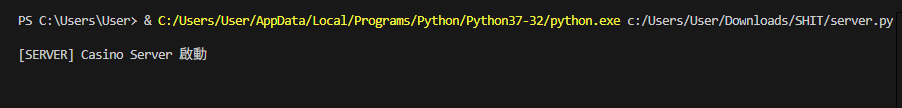 PS C:\Users\User> & C:/Users/User/AppData/Local/Programs/Python/Python37-32/python.exe c:/Users/User/Downloads/SHIT/server.py
[SERVER] Casino Server 啟動